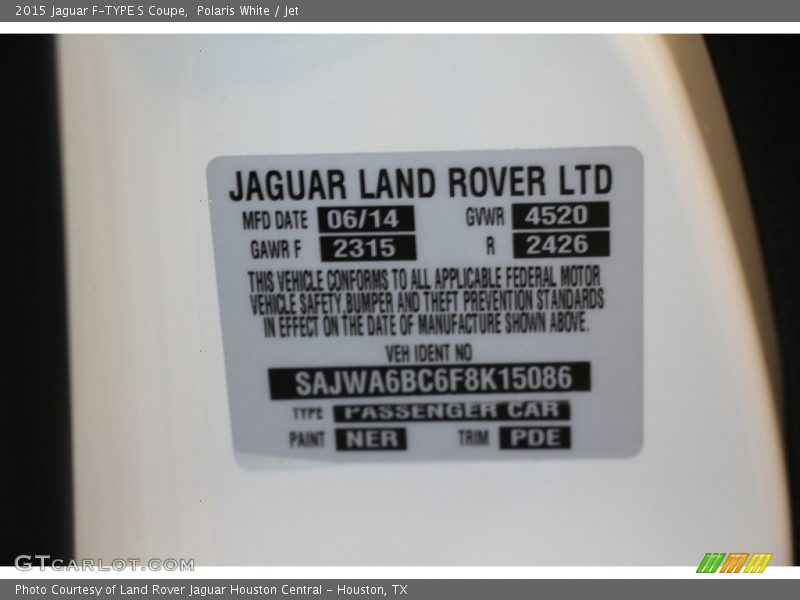 2015 Jaguar F-TYPE S Coupe, Polaris White / Jet
JAGUAR LAND ROVER LTD
MFD DATE 06/14 GVWR 4520
GAWR F 2315 R 2426
THIS VEHICLE CONFORMS TO ALL APPLICABLE FEDERAL MOTOR
VEHICLE SAFETY, BUMPER AND THEFT PREVENTION STANDARDS
IN EFFECT ON THE DATE OF MANUFACTURE SHOWN ABOVE.
VEH IDENT NO
SAJWA6BC6F8K15086
TYPE PASSENGER CAR
PAINT NER TRIM PDE
GTCARLOT.COM
Photo Courtesy of Land Rover Jaguar Houston Central - Houston, TX